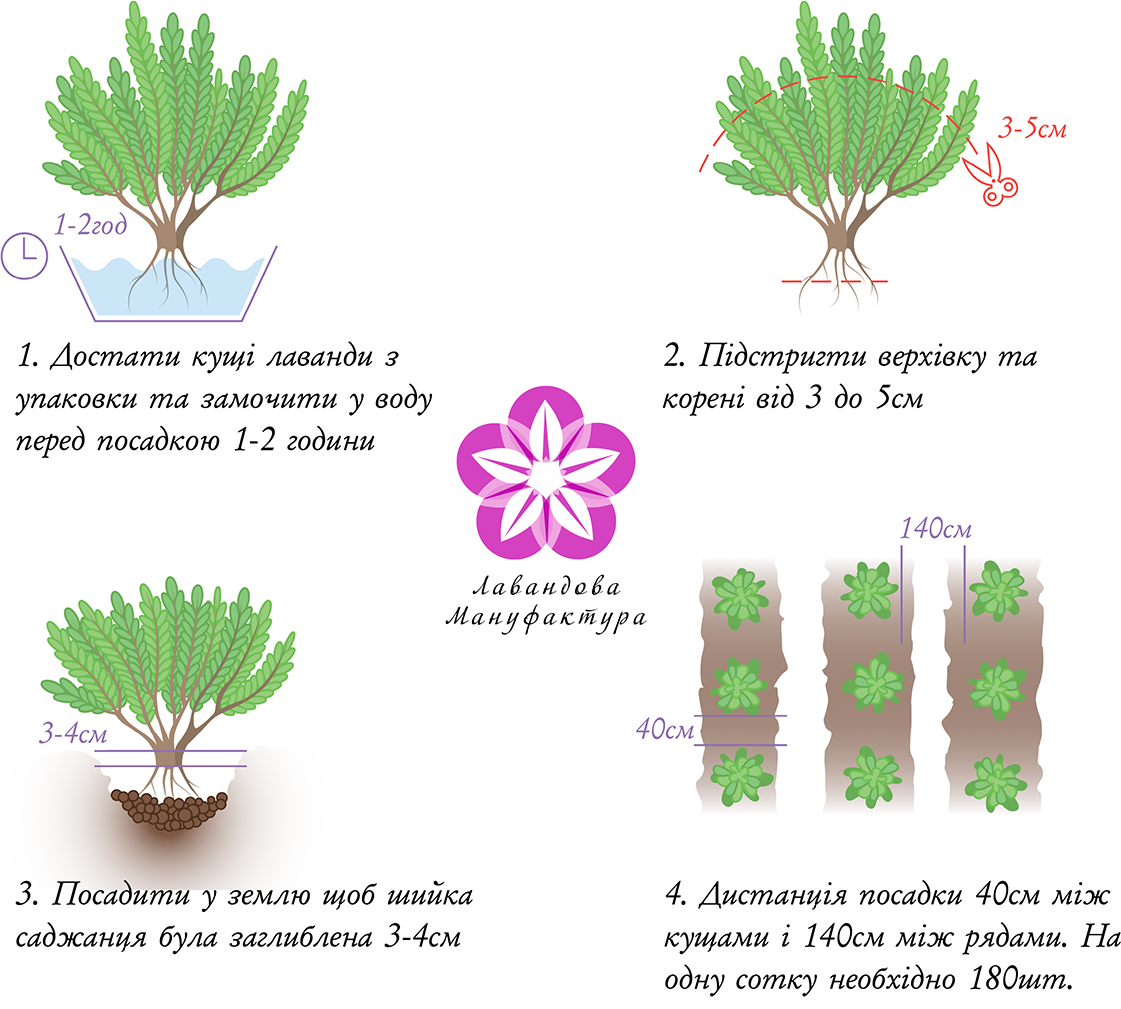 1-2год
1. Достати кущі лаванди з
упаковки та замочити у воду
перед посадкою 1-2 години
3-5см
2. Підстригти верхівку та
корені від 3 до 5см
Лавандова
Мануфактура
3-4см
3. Посадити у землю щоб шийка
саджанця була заглиблена 3-4см
140см
40см
4. Дистанція посадки 40см між
кущами і 140см між рядами. На
одну сотку необхідно 180шт.